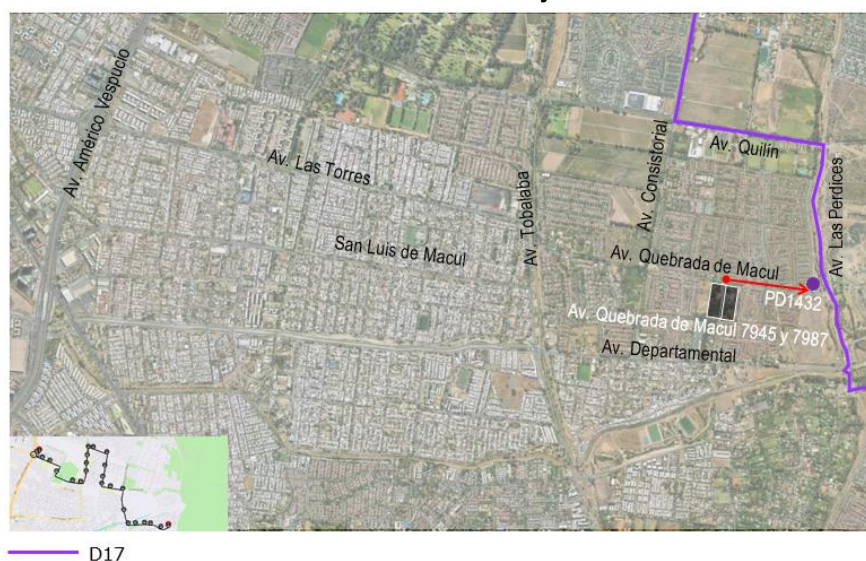 Av. Américo Vespucio
Av. Las Torres
San Luis de Macul
Av. Tobalaba
Av. Consistorial
Av. Quilín
Av. Las Perdices
Av. Quebrada de Macul
PD1432
Av. Quebrada de Macul 7945 y 7987
Av. Departamental
D17